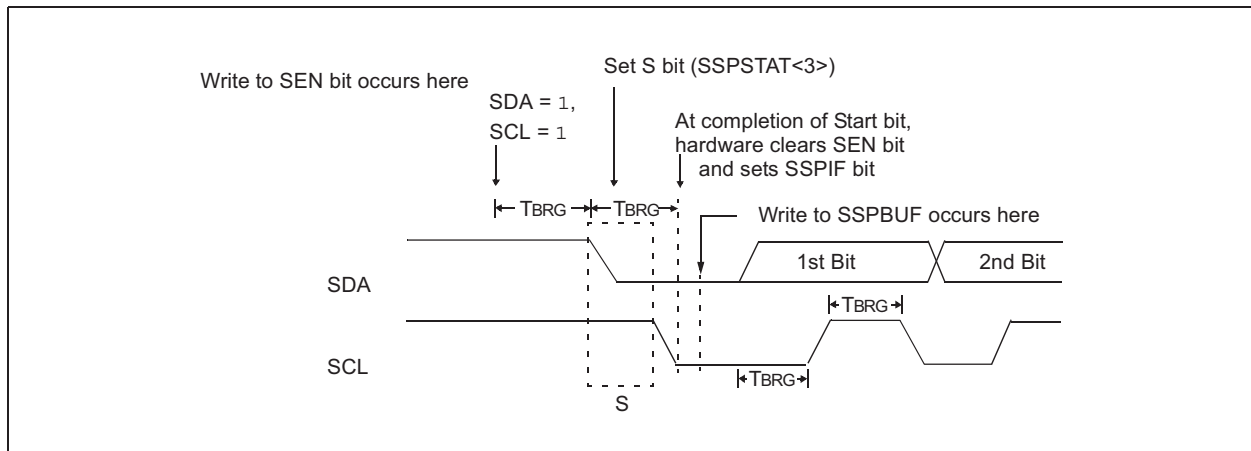 Write to SEN bit occurs here
Set S bit (SSPSTAT<3>)
SDA = 1,
SCL = 1
At completion of Start bit,
hardware clears SEN bit
and sets SSPIF bit
TBRG
TBRG
Write to SSPBUF occurs here
SDA
1st Bit
2nd Bit
TBRG
SCL
TBRG
S